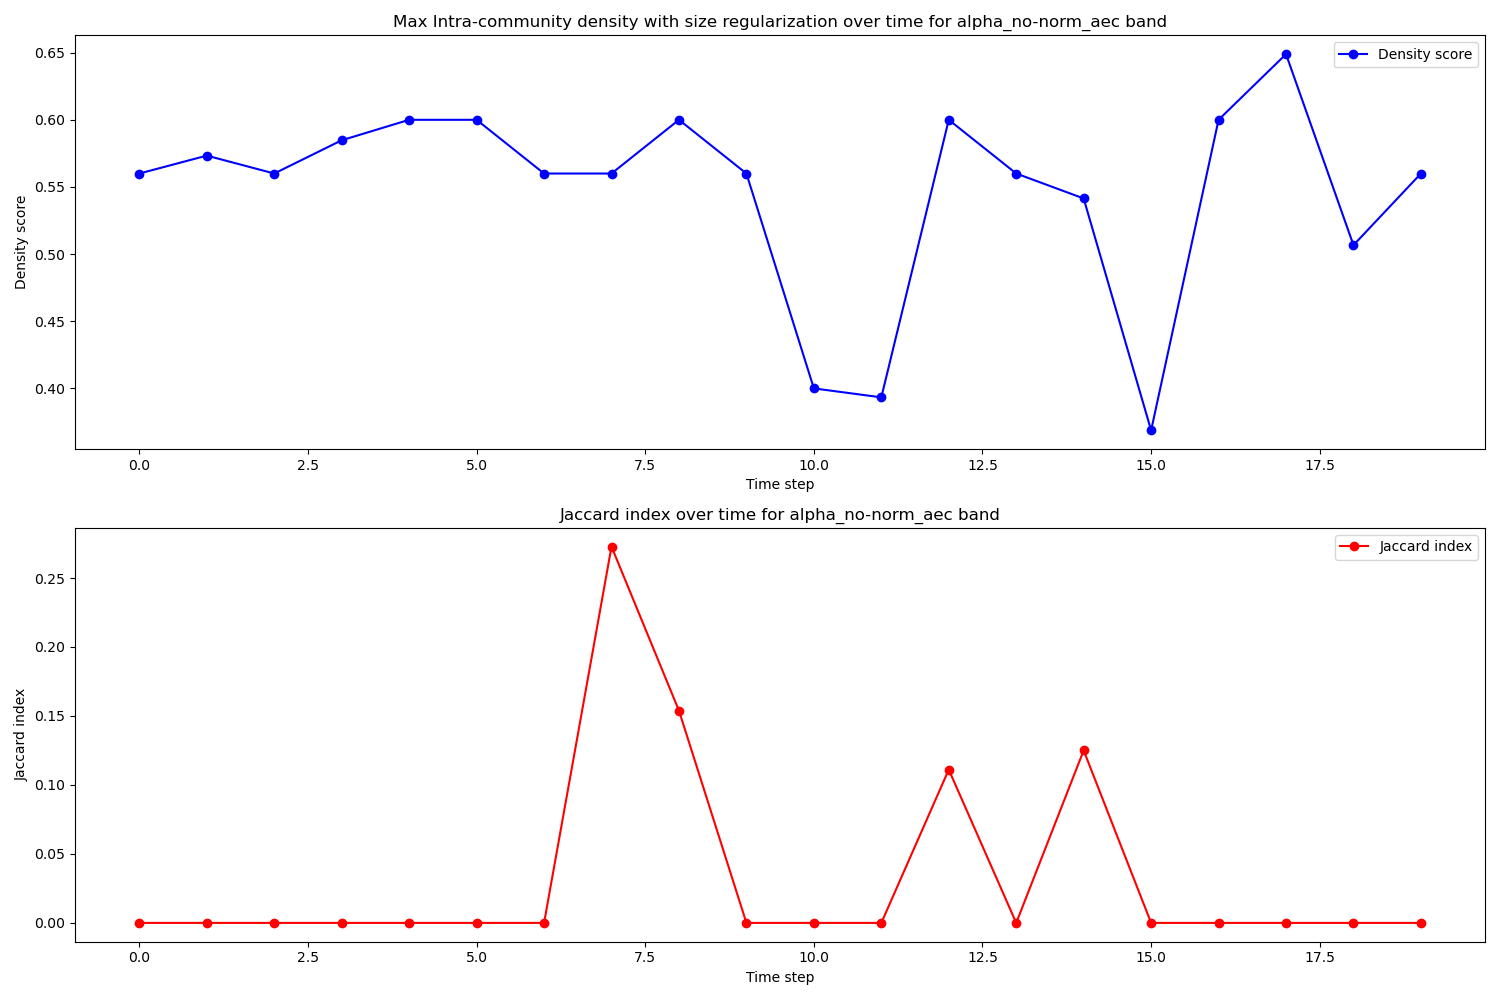 Max Intra-community density with size regularization over time for alpha_no-norm_aec band
Density score
0.65
0.60
0.55
0.50
0.45
0.40
Density score
0.0 2.5 5.0 7.5 10.0 12.5 15.0 17.5
Time step
Jaccard index over time for alpha_no-norm_aec band
Jaccard index
0.25
0.20
0.15
0.10
0.05
0.00
Jaccard index
0.0 2.5 5.0 7.5 10.0 12.5 15.0 17.5
Time step